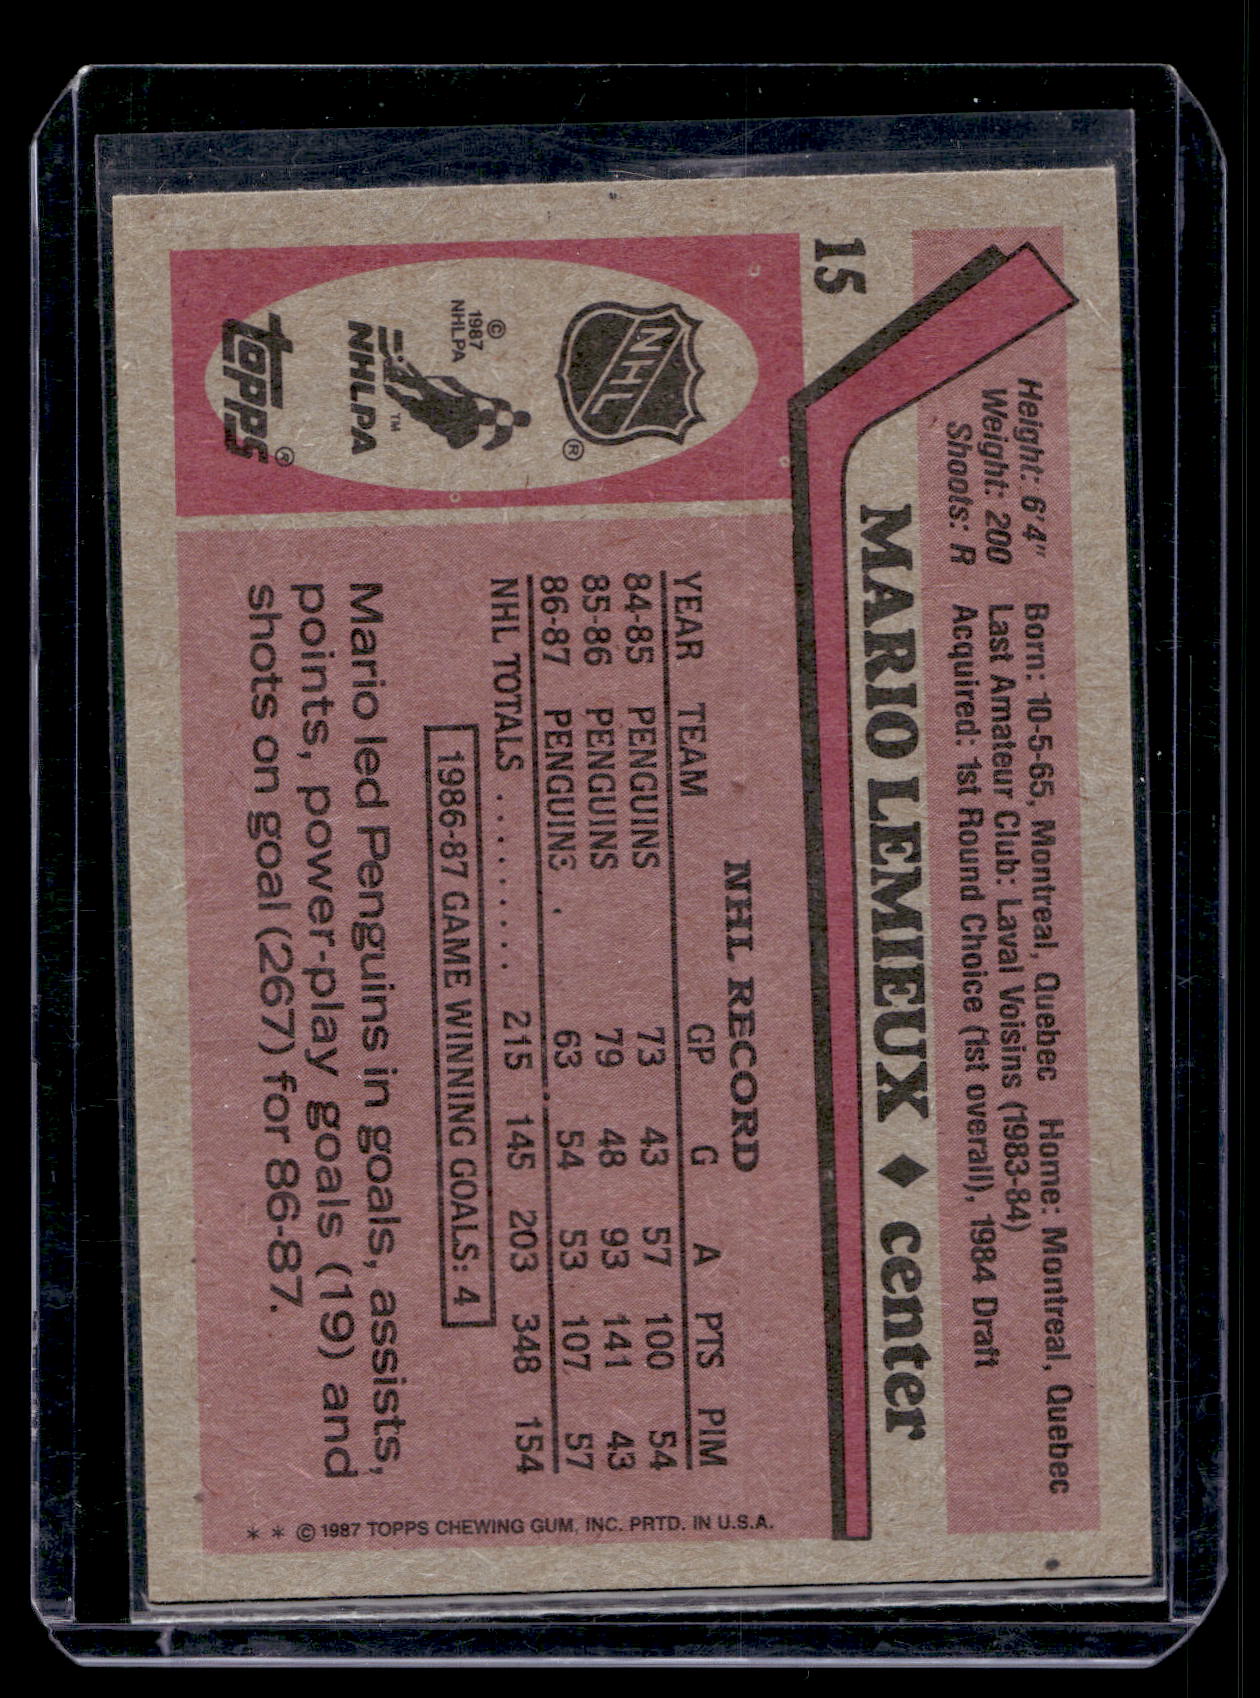 15
Height: 6'4" Born: 10-5-65, Montreal, Quebec Home: Montreal, Quebec
Weight: 200 Last Amateur Club: Laval Voisins (1983-84)
Shoots: R Acquired: 1st Round Choice (1st overall), 1984 Draft
MARIO LEMIEUX ♦ center
NHL
®
© 1987 NHLPA
™
NHLPA
TOPPS®
NHL RECORD
YEAR TEAM GP G A PTS PIM
84-85 PENGUINS 73 43 57 100 54
85-86 PENGUINS 79 48 93 141 43
86-87 PENGUINS 63 54 53 107 57
NHL TOTALS ........ 215 145 203 348 154
1986-87 GAME WINNING GOALS: 4
Mario led Penguins in goals, assists,
points, power-play goals (19) and
shots on goal (267) for 86-87.
* * © 1987 TOPPS CHEWING GUM, INC. PRTD. IN U.S.A.